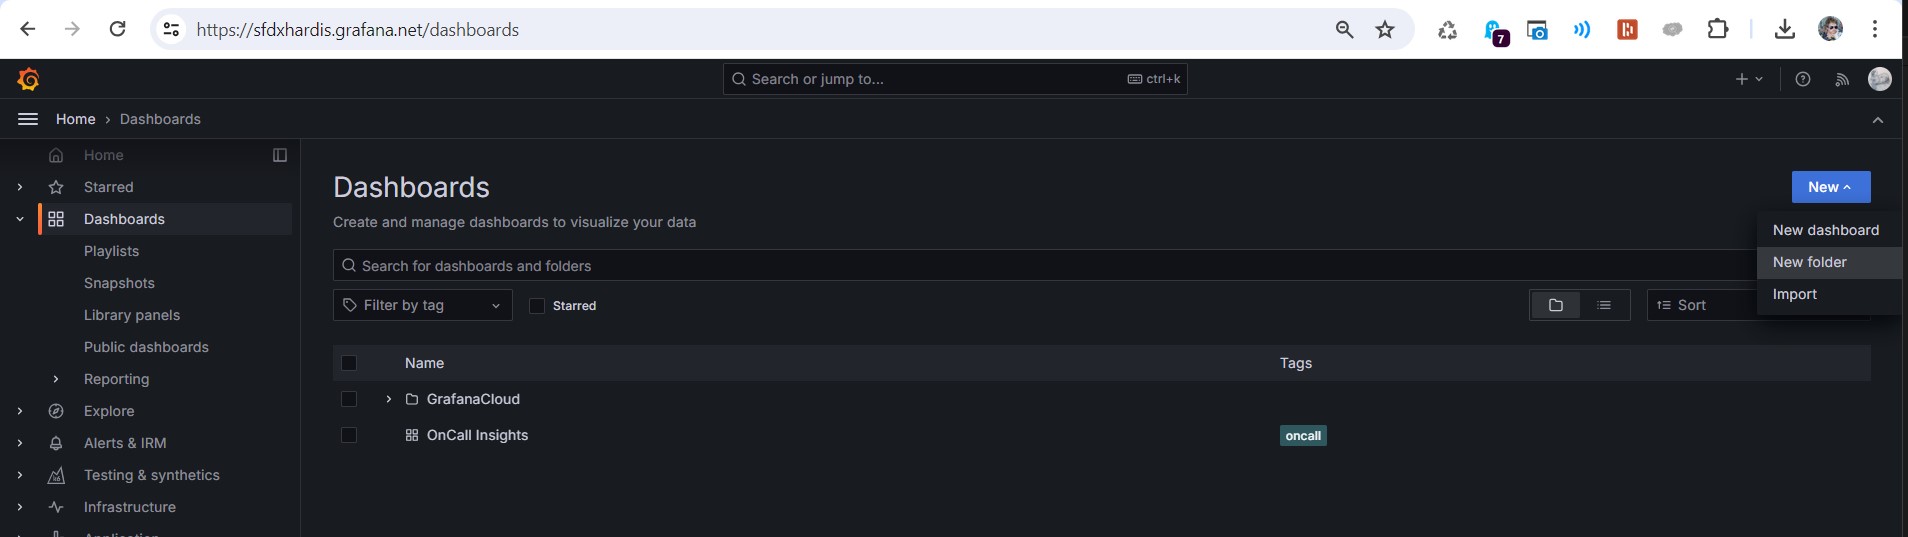 https://sfdxhardis.grafana.net/dashboards
7
Search or jump to...
ctrl+k
Home › Dashboards
Home
Starred
Dashboards
Playlists
Snapshots
Library panels
Public dashboards
Reporting
Explore
Alerts & IRM
Testing & synthetics
Infrastructure
Application
Dashboards
Create and manage dashboards to visualize your data
New
New dashboard
New folder
Import
Search for dashboards and folders
Filter by tag
Starred
Sort
Name Tags
GrafanaCloud
OnCall Insights oncall